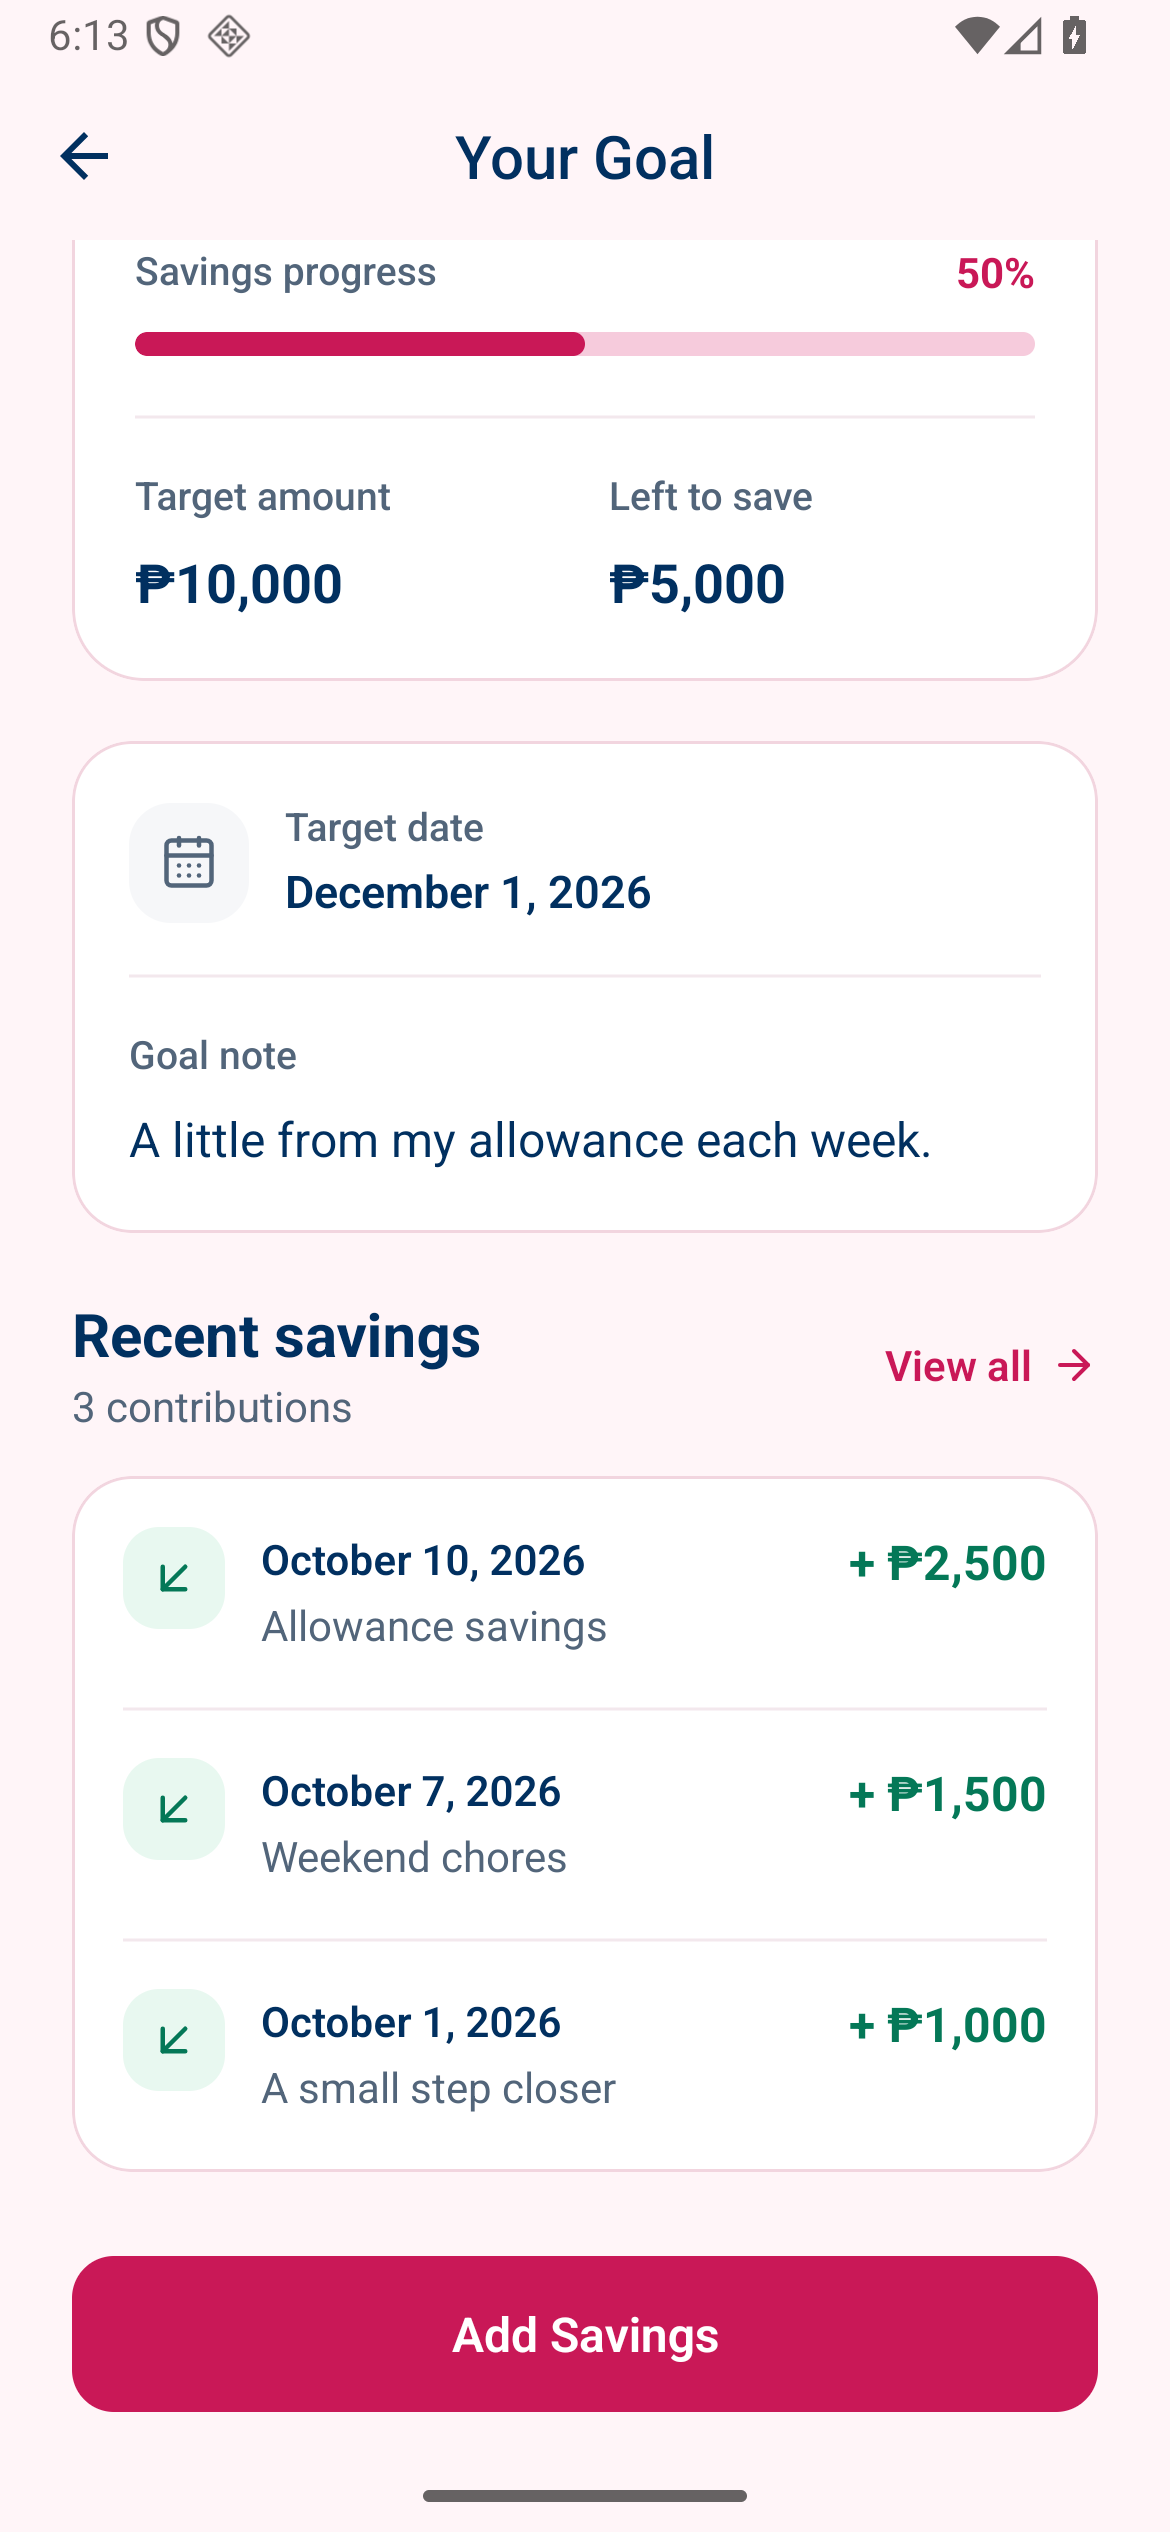 6:13
Your Goal
Savings progress
50%
Target amount
Left to save
₱10,000
₱5,000
Target date
December 1, 2026
Goal note
A little from my allowance each week.
Recent savings
3 contributions
View all
October 10, 2026
+ ₱2,500
Allowance savings
October 7, 2026
+ ₱1,500
Weekend chores
October 1, 2026
+ ₱1,000
A small step closer
Add Savings